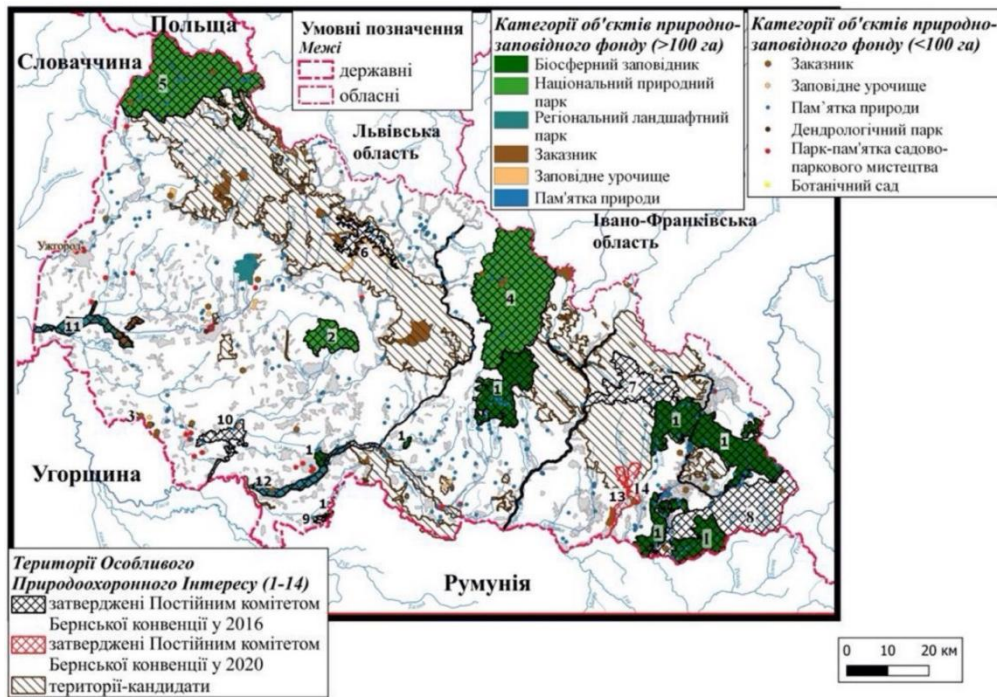 Польща
Словаччина
Умовні позначення
Межі
державні
обласні
Категорії об'єктів природно-
заповідного фонду (>100 га)
Біосферний заповідник
Національний природний
парк
Регіональний ландшафтний
парк
Заказник
Заповідне урочище
Пам'ятка природи
Категорії об'єктів природно-
заповідного фонду (<100 га)
Заказник
Заповідне урочище
Пам`ятка природи
Дендрологічний парк
Парк-пам'ятка садово-
паркового мистецтва
Ботанічний сад
Львівська
область
Івано-Франківська
область
Ужгород
5
6
4
11
2
1
7
3
10
1
1
1
1
12
13
14
9
1
8
1
1
Угорщина
Румунія
Території Особливого
Природоохоронного Інтересу (1-14)
затверджені Постійним комітетом
Бернської конвенції у 2016
затверджені Постійним комітетом
Бернської конвенції у 2020
території-кандидати
0 10 20 км